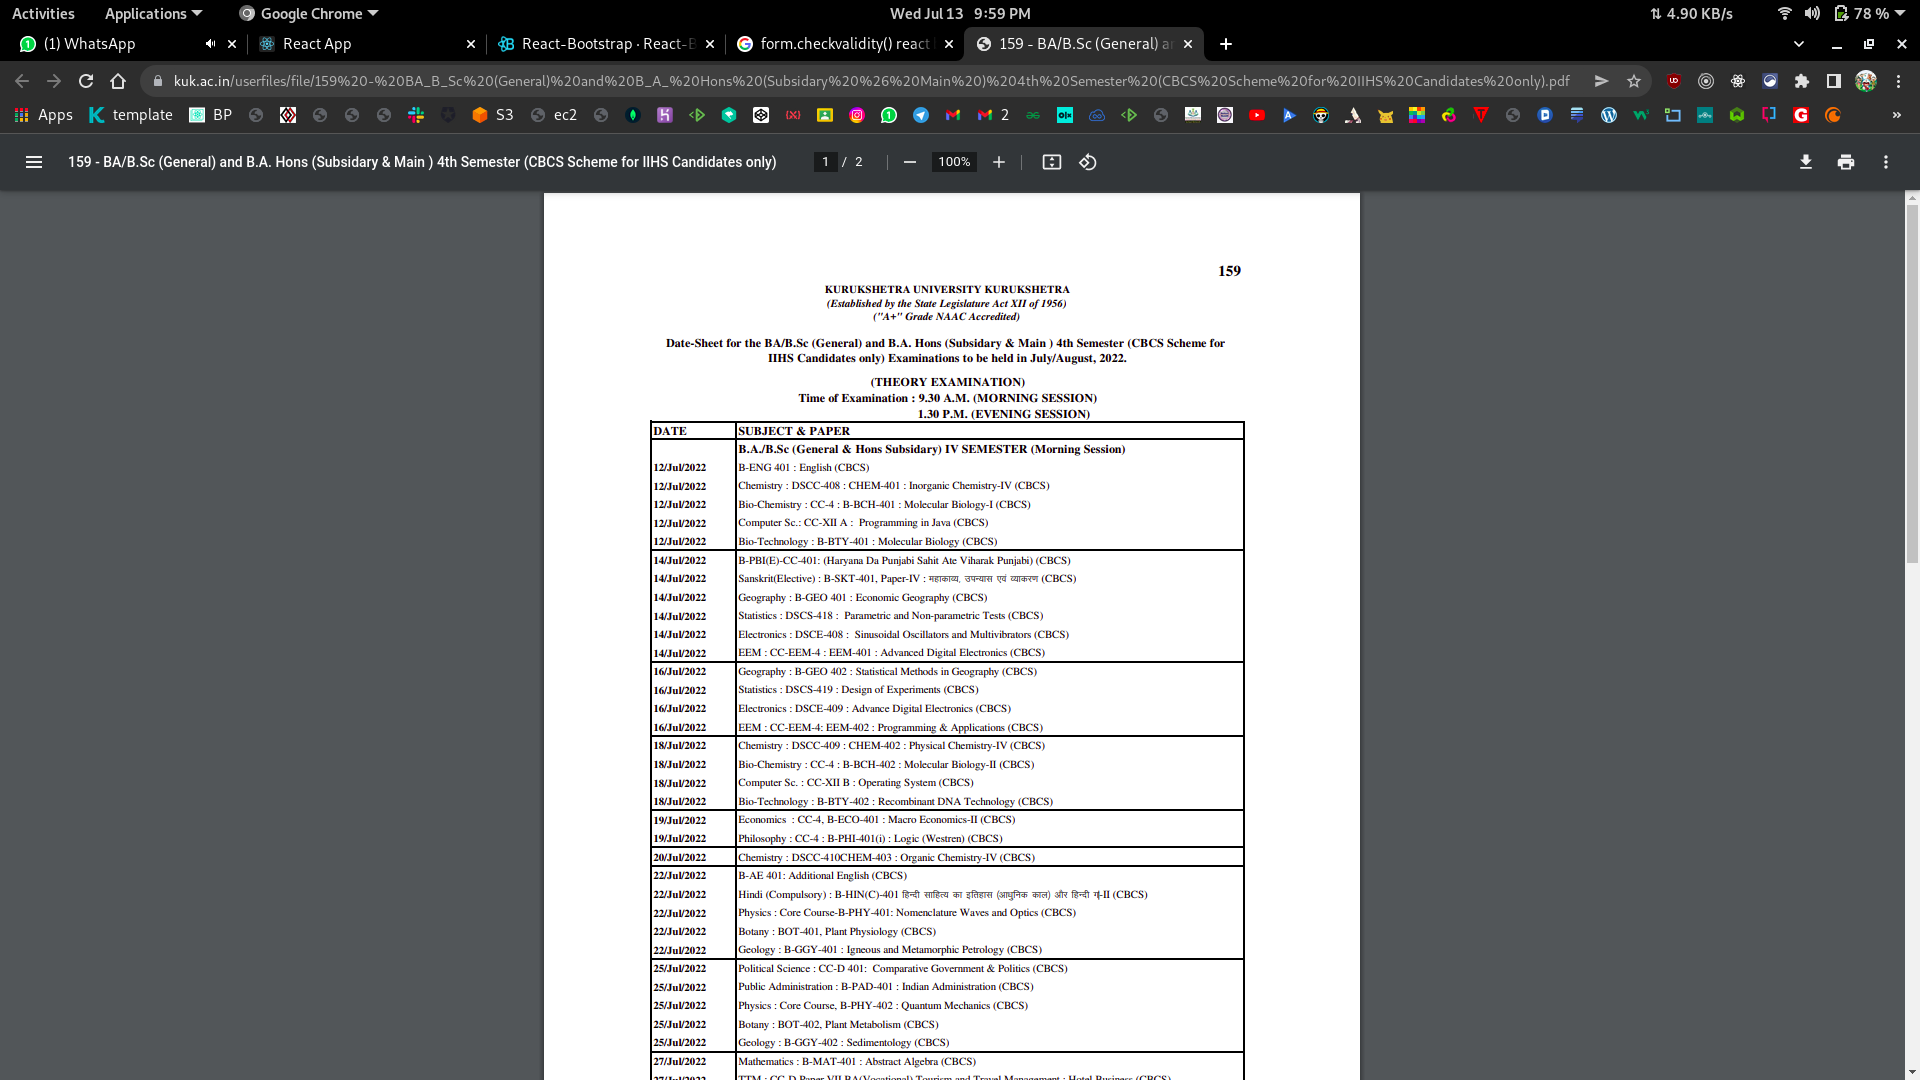 Activities Applications Google Chrome Wed Jul 13 9:59 PM 4.90 KB/s 78 %
(1) WhatsApp React App React-Bootstrap · React-B form.checkvalidity() react 159 - BA/B.Sc (General) ar
kuk.ac.in/userfiles/file/159%20-%20BA_B_Sc%20(General)%20and%20B_A_%20Hons%20(Subsidary%20%26%20Main%20)%204th%20Semester%20(CBCS%20Scheme%20for%20IIHS%20Candidates%20only).pdf
Apps template BP S3 ec2 2 »
159 - BA/B.Sc (General) and B.A. Hons (Subsidary & Main ) 4th Semester (CBCS Scheme for IIHS Candidates only) 1 / 2 100%
159
KURUKSHETRA UNIVERSITY KURUKSHETRA
(Established by the State Legislature Act XII of 1956)
("A+" Grade NAAC Accredited)
Date-Sheet for the BA/B.Sc (General) and B.A. Hons (Subsidary & Main ) 4th Semester (CBCS Scheme for
IIHS Candidates only) Examinations to be held in July/August, 2022.
(THEORY EXAMINATION)
Time of Examination : 9.30 A.M. (MORNING SESSION)
1.30 P.M. (EVENING SESSION)
DATE SUBJECT & PAPER
B.A./B.Sc (General & Hons Subsidary) IV SEMESTER (Morning Session)
12/Jul/2022 B-ENG 401 : English (CBCS)
12/Jul/2022 Chemistry : DSCC-408 : CHEM-401 : Inorganic Chemistry-IV (CBCS)
12/Jul/2022 Bio-Chemistry : CC-4 : B-BCH-401 : Molecular Biology-I (CBCS)
12/Jul/2022 Computer Sc.: CC-XII A : Programming in Java (CBCS)
12/Jul/2022 Bio-Technology : B-BTY-401 : Molecular Biology (CBCS)
14/Jul/2022 B-PBI(E)-CC-401: (Haryana Da Punjabi Sahit Ate Viharak Punjabi) (CBCS)
14/Jul/2022 Sanskrit(Elective) : B-SKT-401, Paper-IV : महाकाव्य, उपन्यास एवं व्याकरण (CBCS)
14/Jul/2022 Geography : B-GEO 401 : Economic Geography (CBCS)
14/Jul/2022 Statistics : DSCS-418 : Parametric and Non-parametric Tests (CBCS)
14/Jul/2022 Electronics : DSCE-408 : Sinusoidal Oscillators and Multivibrators (CBCS)
14/Jul/2022 EEM : CC-EEM-4 : EEM-401 : Advanced Digital Electronics (CBCS)
16/Jul/2022 Geography : B-GEO 402 : Statistical Methods in Geography (CBCS)
16/Jul/2022 Statistics : DSCS-419 : Design of Experiments (CBCS)
16/Jul/2022 Electronics : DSCE-409 : Advance Digital Electronics (CBCS)
16/Jul/2022 EEM : CC-EEM-4: EEM-402 : Programming & Applications (CBCS)
18/Jul/2022 Chemistry : DSCC-409 : CHEM-402 : Physical Chemistry-IV (CBCS)
18/Jul/2022 Bio-Chemistry : CC-4 : B-BCH-402 : Molecular Biology-II (CBCS)
18/Jul/2022 Computer Sc. : CC-XII B : Operating System (CBCS)
18/Jul/2022 Bio-Technology : B-BTY-402 : Recombinant DNA Technology (CBCS)
19/Jul/2022 Economics : CC-4, B-ECO-401 : Macro Economics-II (CBCS)
19/Jul/2022 Philosophy : CC-4 : B-PHI-401(i) : Logic (Westren) (CBCS)
20/Jul/2022 Chemistry : DSCC-410CHEM-403 : Organic Chemistry-IV (CBCS)
22/Jul/2022 B-AE 401: Additional English (CBCS)
22/Jul/2022 Hindi (Compulsory) : B-HIN(C)-401 हिन्दी साहित्य का इतिहास (आधुनिक काल) और हिन्दी -II (CBCS)
22/Jul/2022 Physics : Core Course-B-PHY-401: Nomenclature Waves and Optics (CBCS)
22/Jul/2022 Botany : BOT-401, Plant Physiology (CBCS)
22/Jul/2022 Geology : B-GGY-401 : Igneous and Metamorphic Petrology (CBCS)
25/Jul/2022 Political Science : CC-D 401: Comparative Government & Politics (CBCS)
25/Jul/2022 Public Administration : B-PAD-401 : Indian Administration (CBCS)
25/Jul/2022 Physics : Core Course, B-PHY-402 : Quantum Mechanics (CBCS)
25/Jul/2022 Botany : BOT-402, Plant Metabolism (CBCS)
25/Jul/2022 Geology : B-GGY-402 : Sedimentology (CBCS)
27/Jul/2022 Mathematics : B-MAT-401 : Abstract Algebra (CBCS)
27/Jul/2022 TTM : CC-D Paper VII BA(Vocational) Tourism and Travel Management : Hotel Business (CBCS)